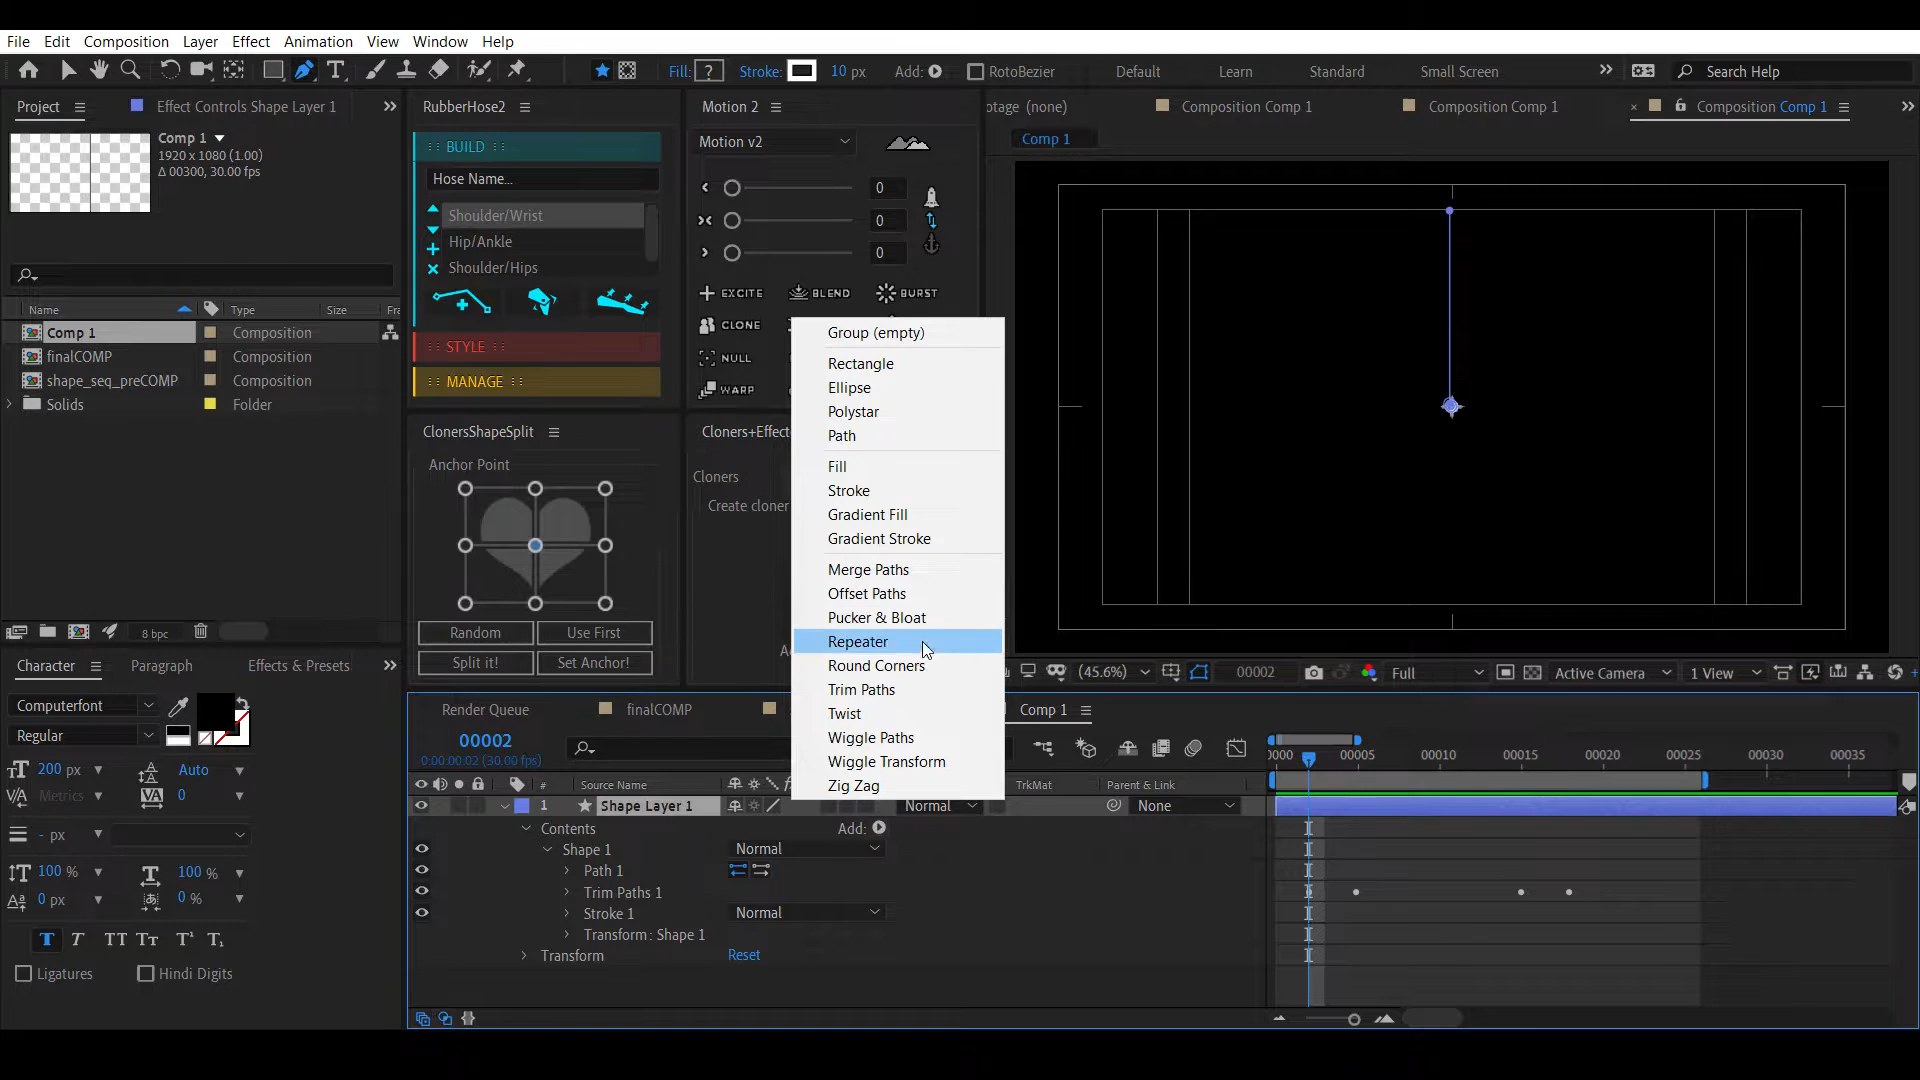 File Edit Composition Layer Effect Animation View Window Help
Fill: ? Stroke: 10 px Add: RotoBezier Default Learn Standard Small Screen Search Help
Project Effect Controls Shape Layer 1
RubberHose2 Motion 2 otage (none) Composition Comp 1 Composition Comp 1 Composition Comp 1
Comp 1
1920 x 1080 (1.00)
Δ 00300, 30.00 fps
Name Type Size Fra
Comp 1 Composition
finalCOMP Composition
shape_seq_preCOMP Composition
Solids Folder
8 bpc
:: BUILD ::
Hose Name...
Shoulder/Wrist
Hip/Ankle
Shoulder/Hips
:: STYLE ::
:: MANAGE ::
Motion v2
0
0
0
EXCITE BLEND BURST
CLONE
NULL
WARP
ClonersShapeSplit
Anchor Point
Random Use First
Split it! Set Anchor!
Cloners+Effect
Cloners
Create cloner
Group (empty)
Rectangle
Ellipse
Polystar
Path
Fill
Stroke
Gradient Fill
Gradient Stroke
Merge Paths
Offset Paths
Pucker & Bloat
Repeater
Round Corners
Trim Paths
Twist
Wiggle Paths
Wiggle Transform
Zig Zag
Comp 1
(45.6%) 00002 Full Active Camera 1 View
Character Paragraph Effects & Presets
Computerfont
Regular
200 px Auto
Metrics 0
- px
100 % 100 %
0 px 0 %
T T TT Tт T¹ T₁
Ligatures Hindi Digits
Render Queue finalCOMP Comp 1
00002
0:00:00:02 (30.00 fps)
# Source Name TrkMat Parent & Link
0000 00005 00010 00015 00020 00025 00030 00035
1 Shape Layer 1 Normal None
Contents Add:
Shape 1 Normal
Path 1
Trim Paths 1
Stroke 1 Normal
Transform: Shape 1
Transform Reset